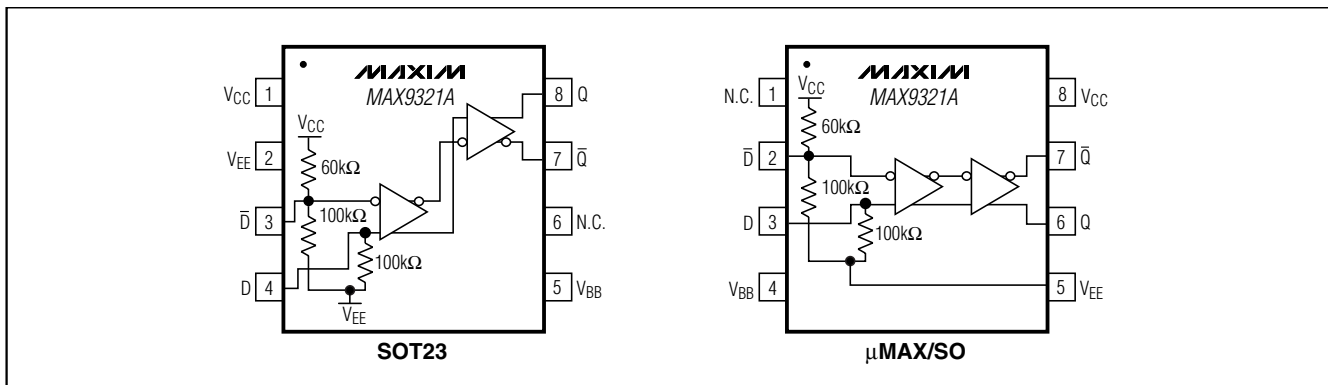 MAXIM
MAX9321A
VCC 1
VEE 2
D̅ 3
D 4
8 Q
7 Q̅
6 N.C.
5 VBB
VCC
60kΩ
100kΩ
100kΩ
VEE
SOT23
MAXIM
MAX9321A
N.C. 1
D̅ 2
D 3
VBB 4
8 VCC
7 Q̅
6 Q
5 VEE
VCC
60kΩ
100kΩ
100kΩ
μMAX/SO